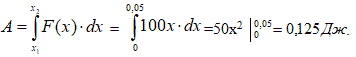 A = ∫_{x₁}^{x₂} F(x)·dx = ∫_{0}^{0,05} 100x·dx =50x² |_{0}^{0,05} = 0,125 Дж.